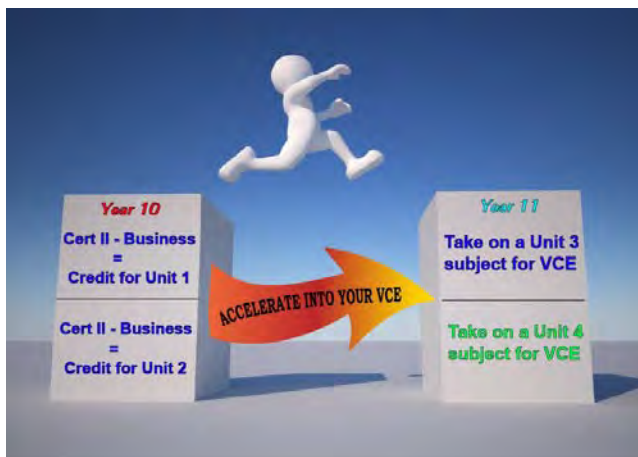 Year 10
Cert II - Business
=
Credit for Unit 1
Cert II - Business
=
Credit for Unit 2
ACCELERATE INTO YOUR VCE
Year 11
Take on a Unit 3
subject for VCE
Take on a Unit 4
subject for VCE